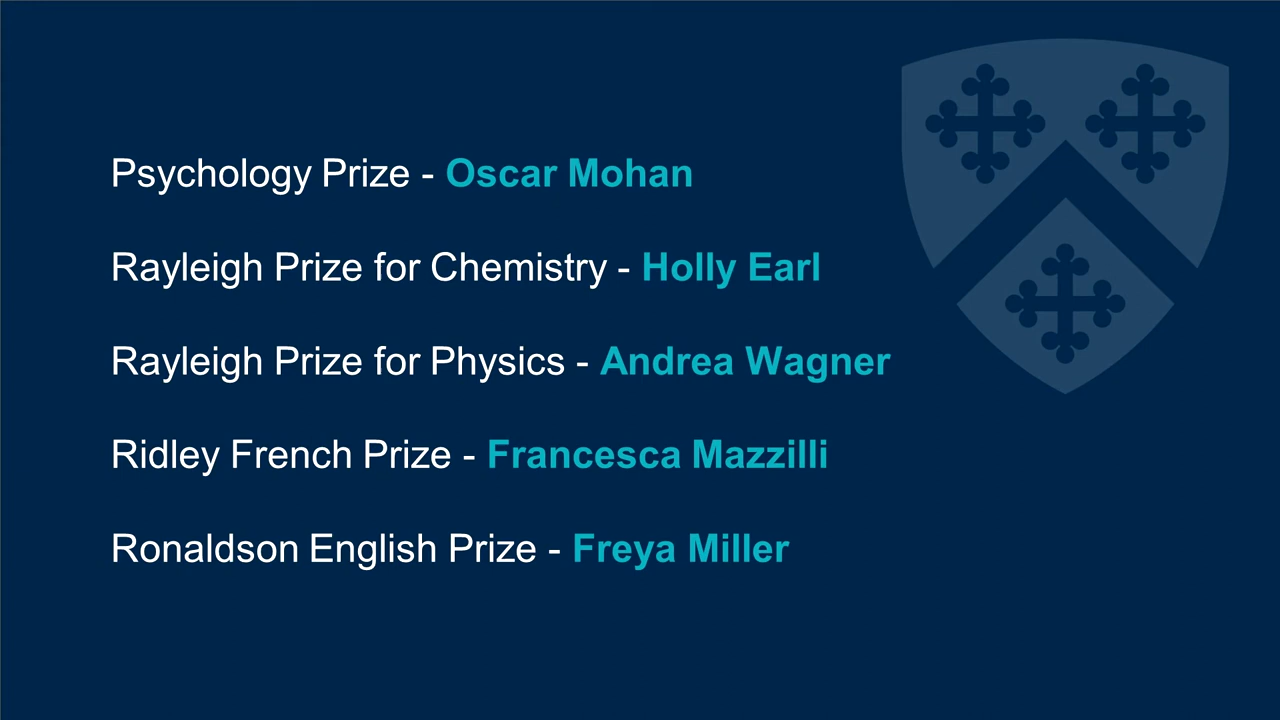 Psychology Prize - Oscar Mohan
Rayleigh Prize for Chemistry - Holly Earl
Rayleigh Prize for Physics - Andrea Wagner
Ridley French Prize - Francesca Mazzilli
Ronaldson English Prize - Freya Miller